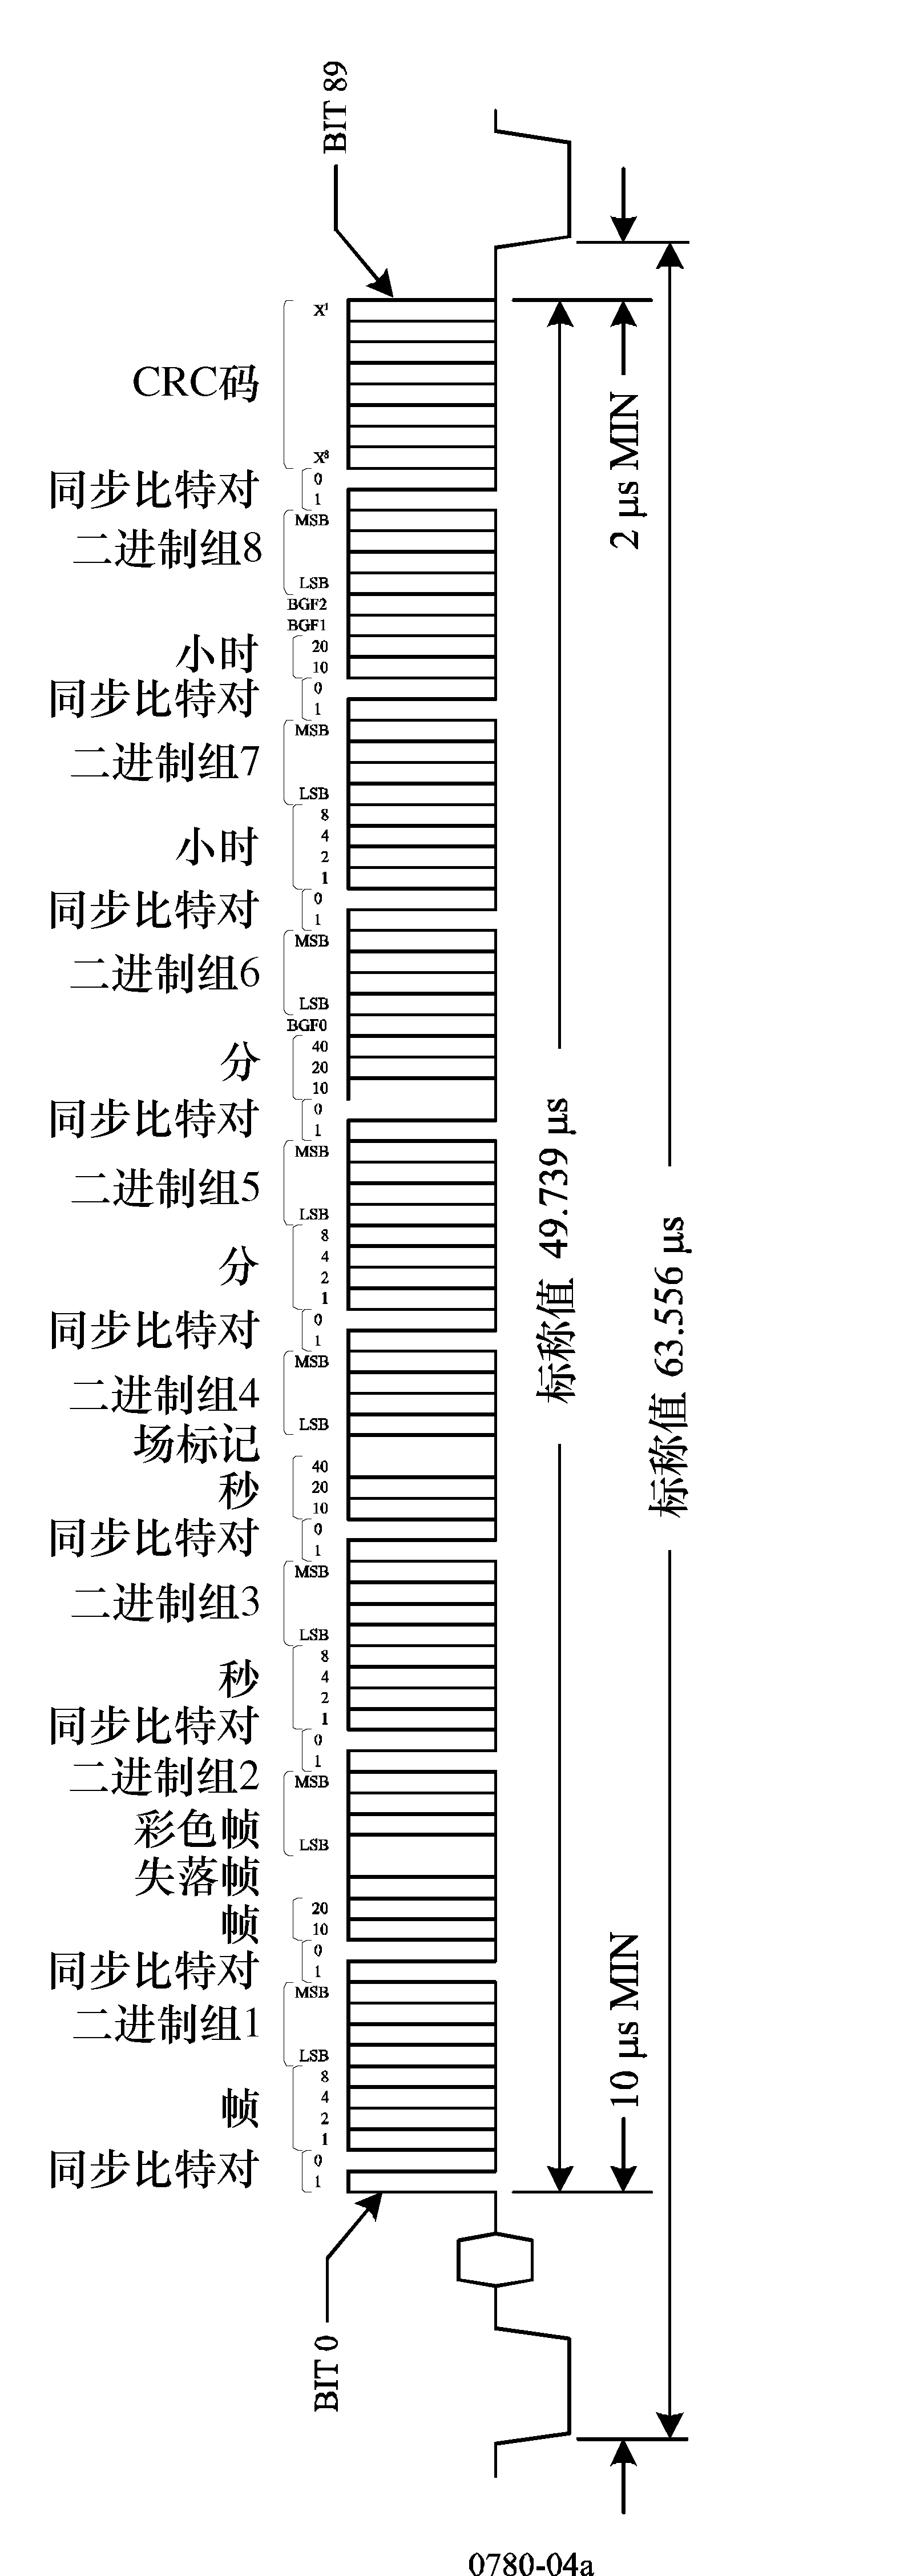 BIT 89
X¹
CRC码
X⁸
同步比特对
0
1
MSB
二进制组8
LSB
BGF2
BGF1
小时
20
10
同步比特对
0
1
MSB
二进制组7
LSB
小时
8
4
2
1
同步比特对
0
1
MSB
二进制组6
LSB
BGF0
分
40
20
10
同步比特对
0
1
MSB
二进制组5
LSB
分
8
4
2
1
同步比特对
0
1
MSB
二进制组4
LSB
场标记
秒
40
20
10
同步比特对
0
1
MSB
二进制组3
LSB
秒
8
4
2
1
同步比特对
0
1
二进制组2
MSB
彩色帧
LSB
失落帧
帧
20
10
同步比特对
0
1
MSB
二进制组1
LSB
帧
8
4
2
1
同步比特对
0
1
BIT 0
2 μs MIN
标称值 49.739 μs
标称值 63.556 μs
10 μs MIN
0780-04a